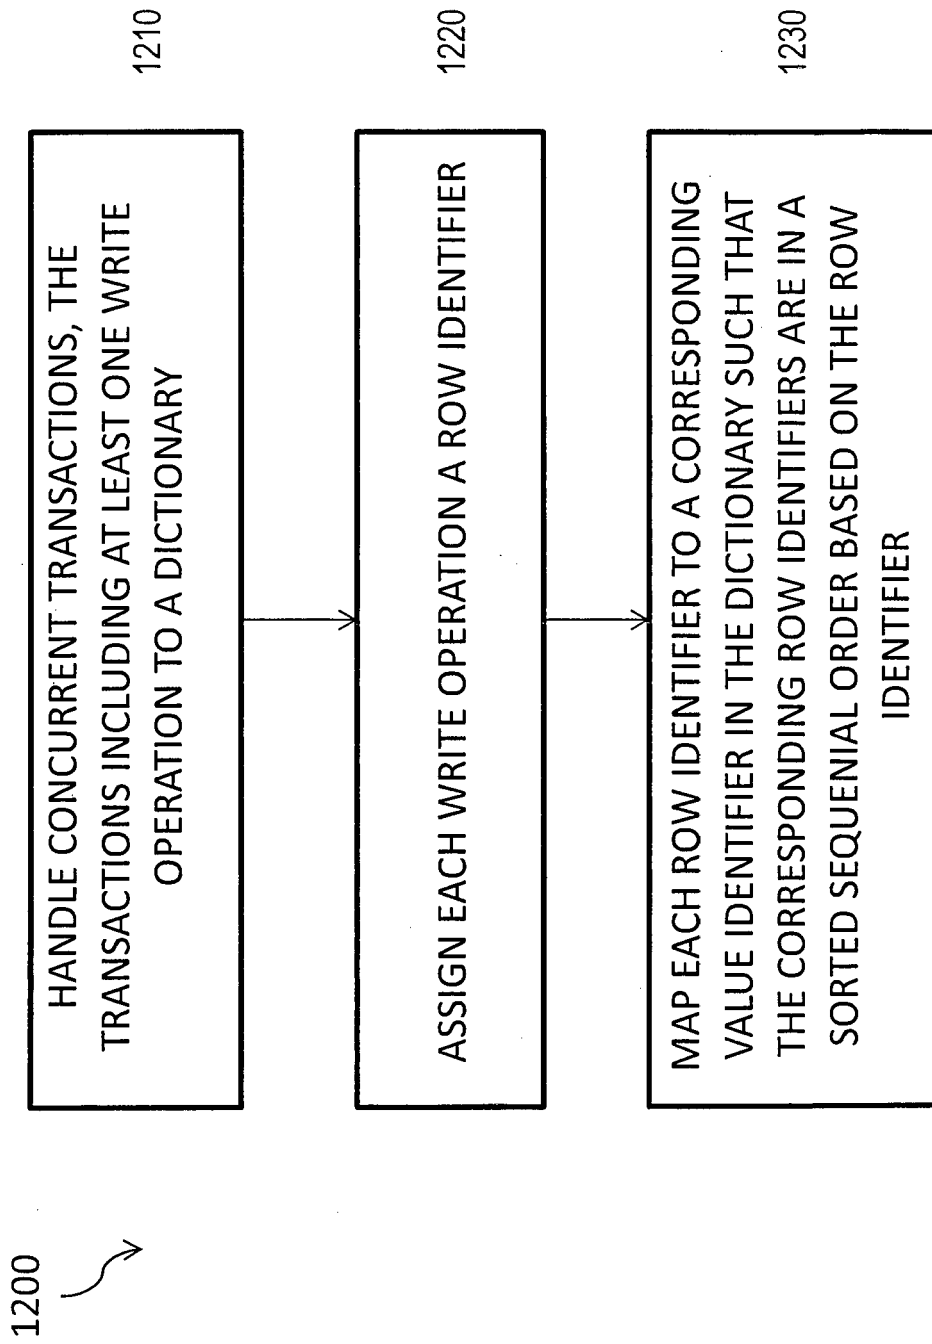 1200
HANDLE CONCURRENT TRANSACTIONS, THE
TRANSACTIONS INCLUDING AT LEAST ONE WRITE
OPERATION TO A DICTIONARY
1210
ASSIGN EACH WRITE OPERATION A ROW IDENTIFIER
1220
MAP EACH ROW IDENTIFIER TO A CORRESPONDING
VALUE IDENTIFIER IN THE DICTIONARY SUCH THAT
THE CORRESPONDING ROW IDENTIFIERS ARE IN A
SORTED SEQUENIAL ORDER BASED ON THE ROW
IDENTIFIER
1230